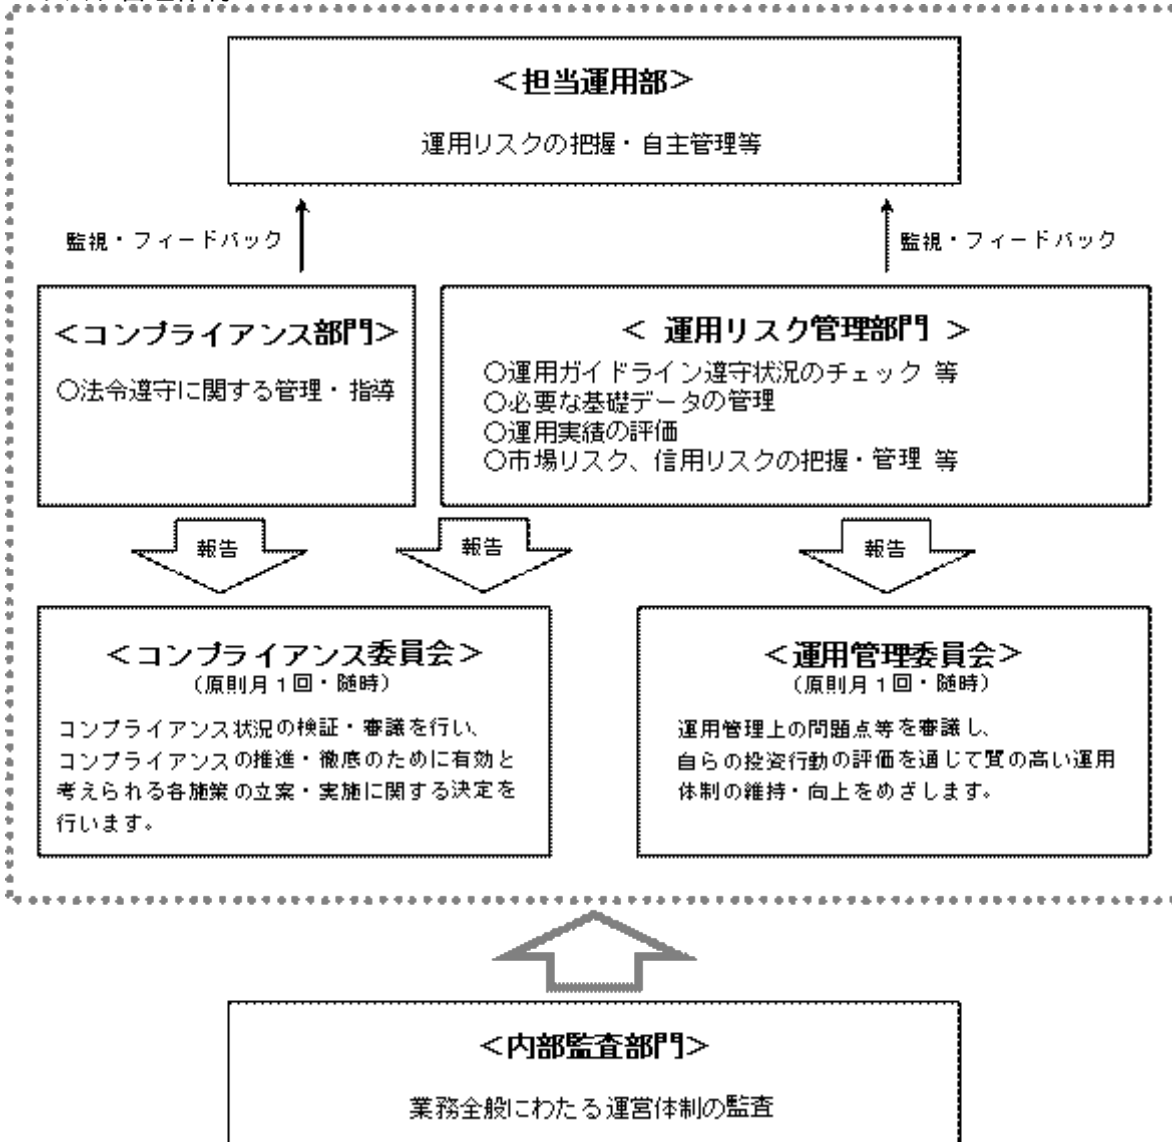 ＜担当運用部＞
運用リスクの把握・自主管理等
監視・フィードバック
監視・フィードバック
＜コンプライアンス部門＞
〇法令遵守に関する管理・指導
＜ 運用リスク管理部門 ＞
〇運用ガイドライン遵守状況のチェック 等
〇必要な基礎データの管理
〇運用実績の評価
〇市場リスク、信用リスクの把握・管理 等
報告
報告
報告
＜コンプライアンス委員会＞
（原則月１回・随時）
コンプライアンス状況の検証・審議を行い、
コンプライアンスの推進・徹底のために有効と
考えられる各施策の立案・実施に関する決定を
行います。
＜運用管理委員会＞
（原則月１回・随時）
運用管理上の問題点等を審議し、
自らの投資行動の評価を通じて質の高い運用
体制の維持・向上をめざします。
＜内部監査部門＞
業務全般にわたる運営体制の監査